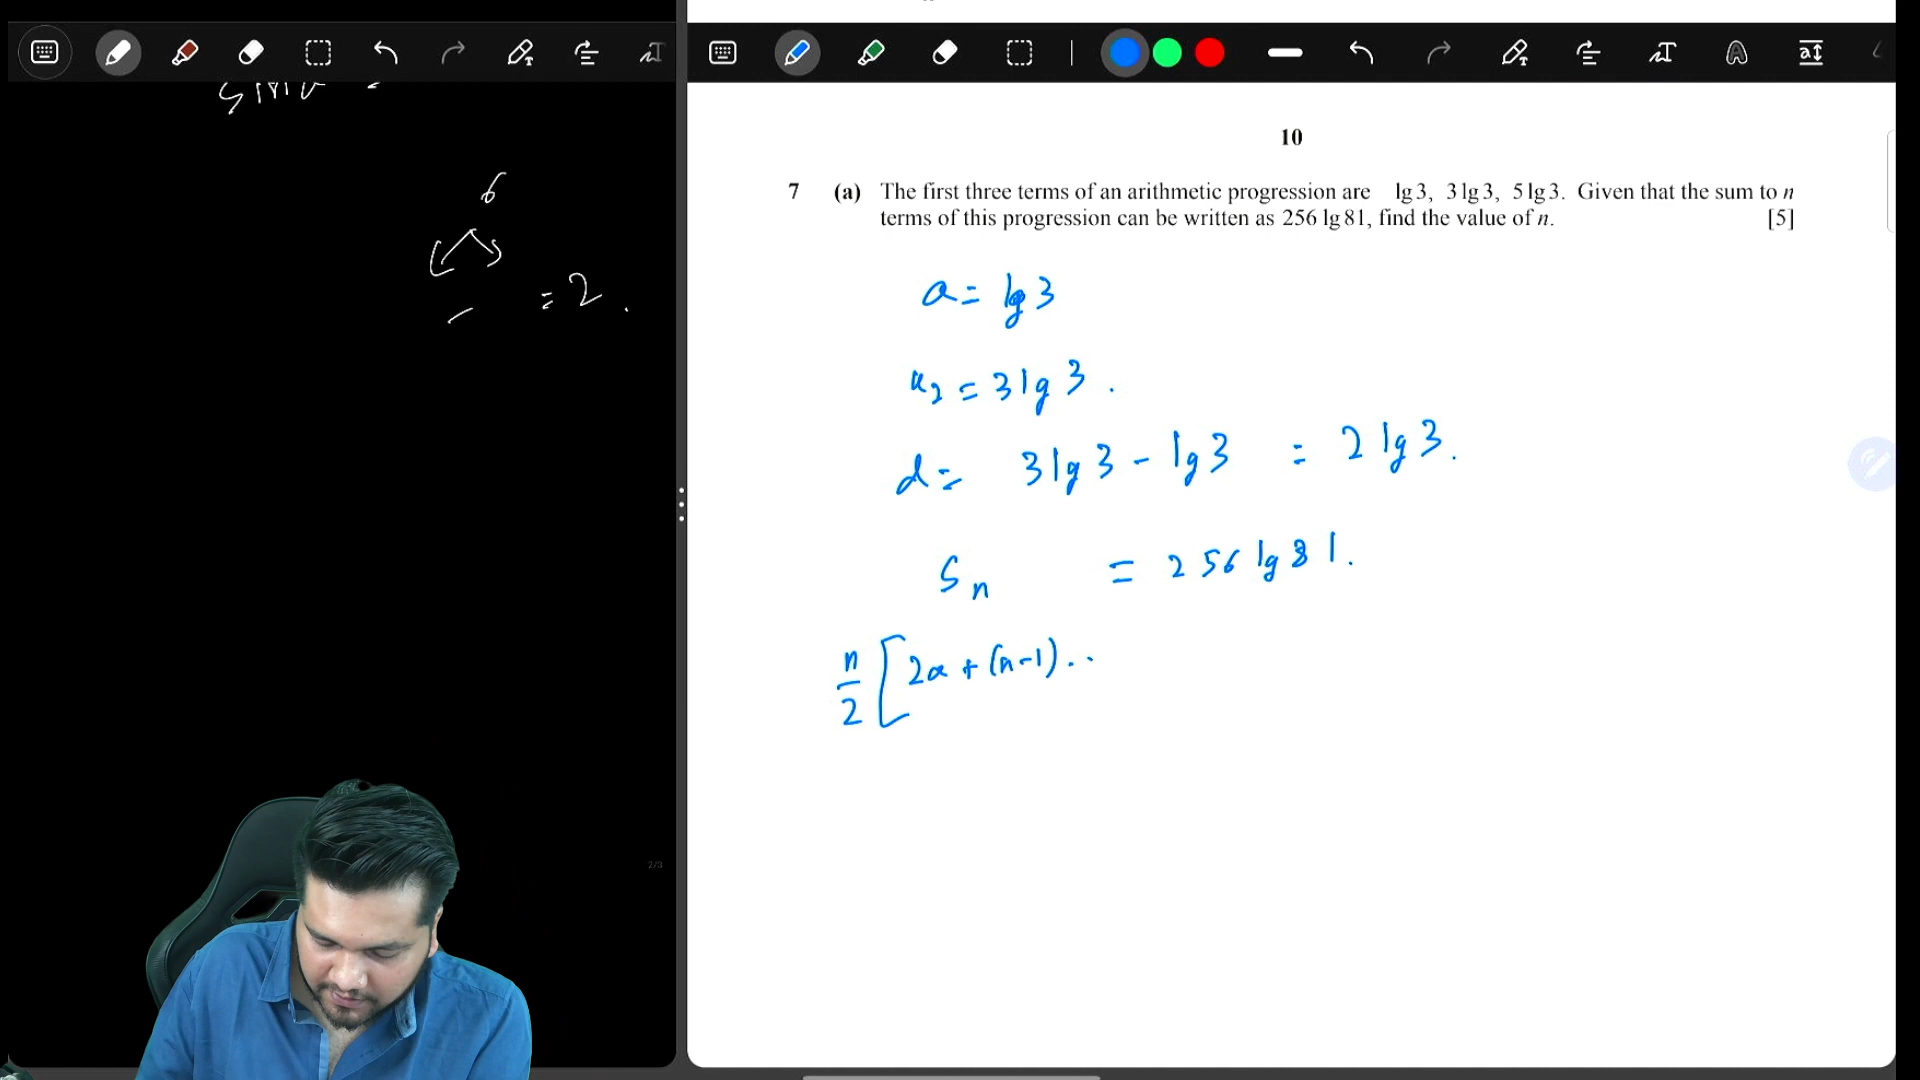 6
= 2 .
2/3
10
7 (a) The first three terms of an arithmetic progression are lg 3, 3 lg 3, 5 lg 3. Given that the sum to n
terms of this progression can be written as 256 lg 81, find the value of n. [5]
a = lg 3
u2 = 3 lg 3 .
d = 3 lg 3 - lg 3 = 2 lg 3.
Sn = 256 lg 81.
n/2 [ 2a + (n-1) ..